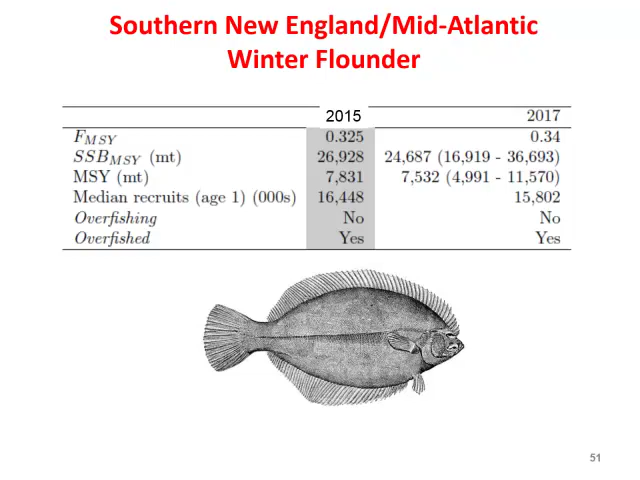 Southern New England/Mid-Atlantic
Winter Flounder
2015 2017
F_MSY 0.325 0.34
SSB_MSY (mt) 26,928 24,687 (16,919 - 36,693)
MSY (mt) 7,831 7,532 (4,991 - 11,570)
Median recruits (age 1) (000s) 16,448 15,802
Overfishing No No
Overfished Yes Yes
51